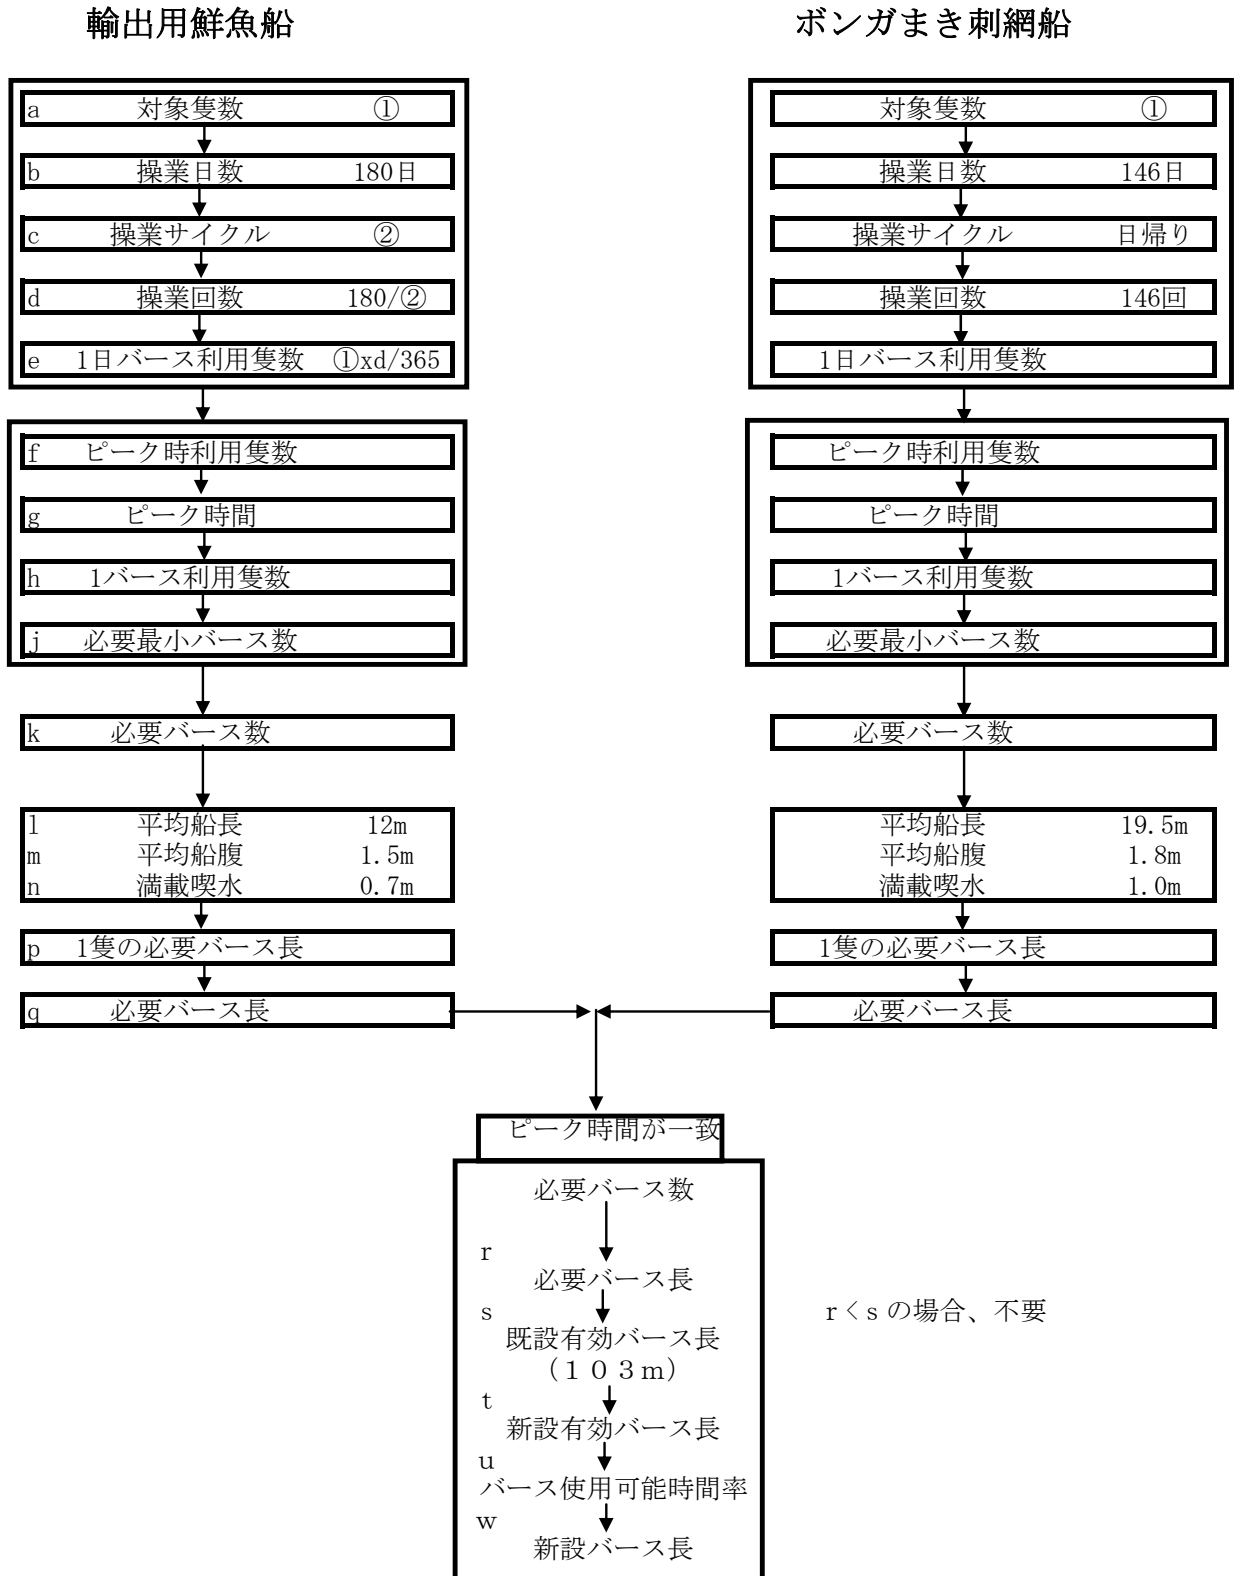 輸出用鮮魚船
ボンガまき刺網船
a 対象隻数 ①
b 操業日数 180日
c 操業サイクル ②
d 操業回数 180/②
e 1日バース利用隻数 ①xd/365
f ピーク時利用隻数
g ピーク時間
h 1バース利用隻数
j 必要最小バース数
k 必要バース数
l 平均船長 12m
m 平均船腹 1.5m
n 満載喫水 0.7m
p 1隻の必要バース長
q 必要バース長
対象隻数 ①
操業日数 146日
操業サイクル 日帰り
操業回数 146回
1日バース利用隻数
ピーク時利用隻数
ピーク時間
1バース利用隻数
必要最小バース数
必要バース数
平均船長 19.5m
平均船腹 1.8m
満載喫水 1.0m
1隻の必要バース長
必要バース長
ピーク時間が一致
必要バース数
r
必要バース長
s
r＜s の場合、不要
既設有効バース長
(１０３m)
t
新設有効バース長
u
バース使用可能時間率
w
新設バース長